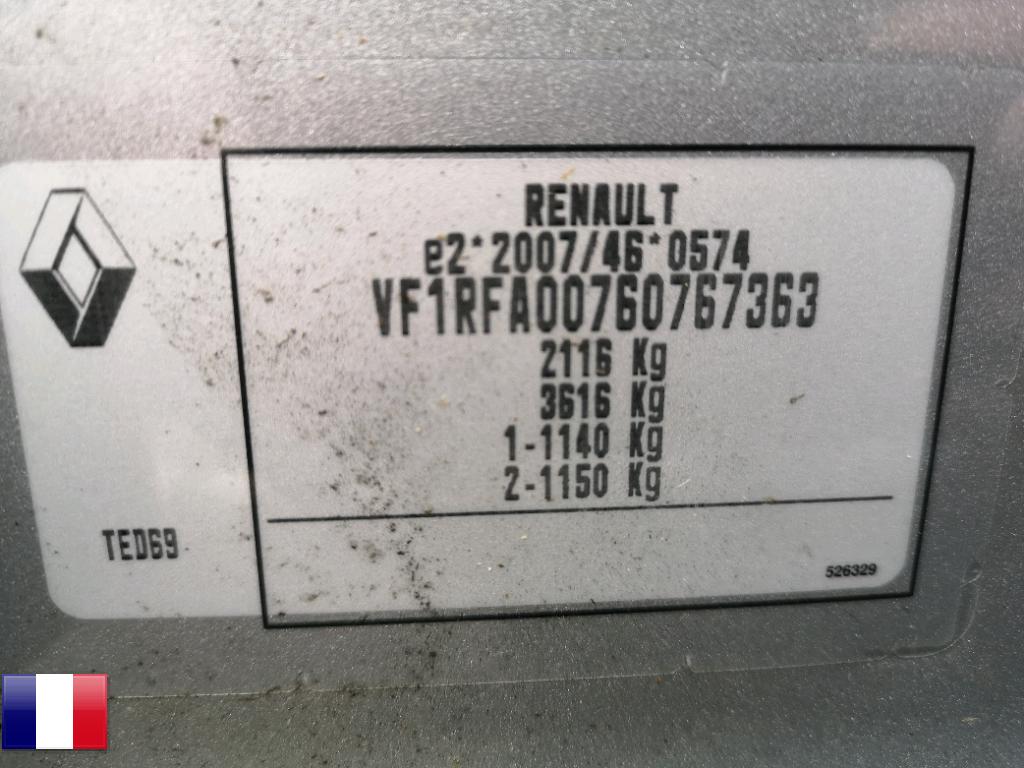 RENAULT
e2*2007/46*0574
VF1RFA00760767363
2116 Kg
3616 Kg
1-1140 Kg
2-1150 Kg
TED69
526329